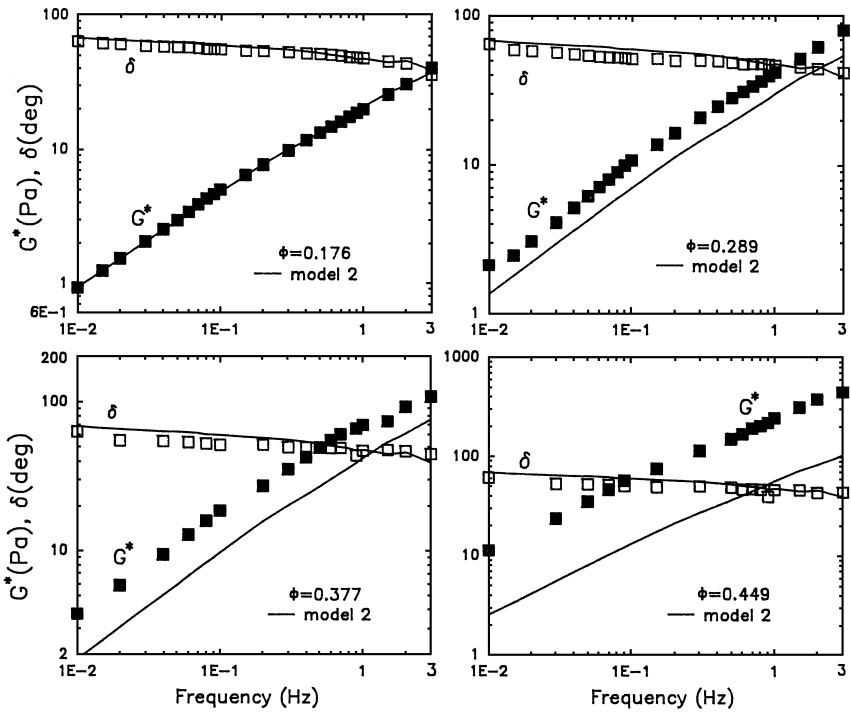 100
10
1
6E-1
G*(Pa), δ(deg)
δ
G*
ϕ=0.176
model 2
1E-2
1E-1
1
3
100
10
1
δ
G*
ϕ=0.289
model 2
1E-2
1E-1
1
3
200
100
10
2
G*(Pa), δ(deg)
δ
G*
ϕ=0.377
model 2
1E-2
1E-1
1
3
Frequency (Hz)
1000
100
10
1
G*
δ
ϕ=0.449
model 2
1E-2
1E-1
1
3
Frequency (Hz)